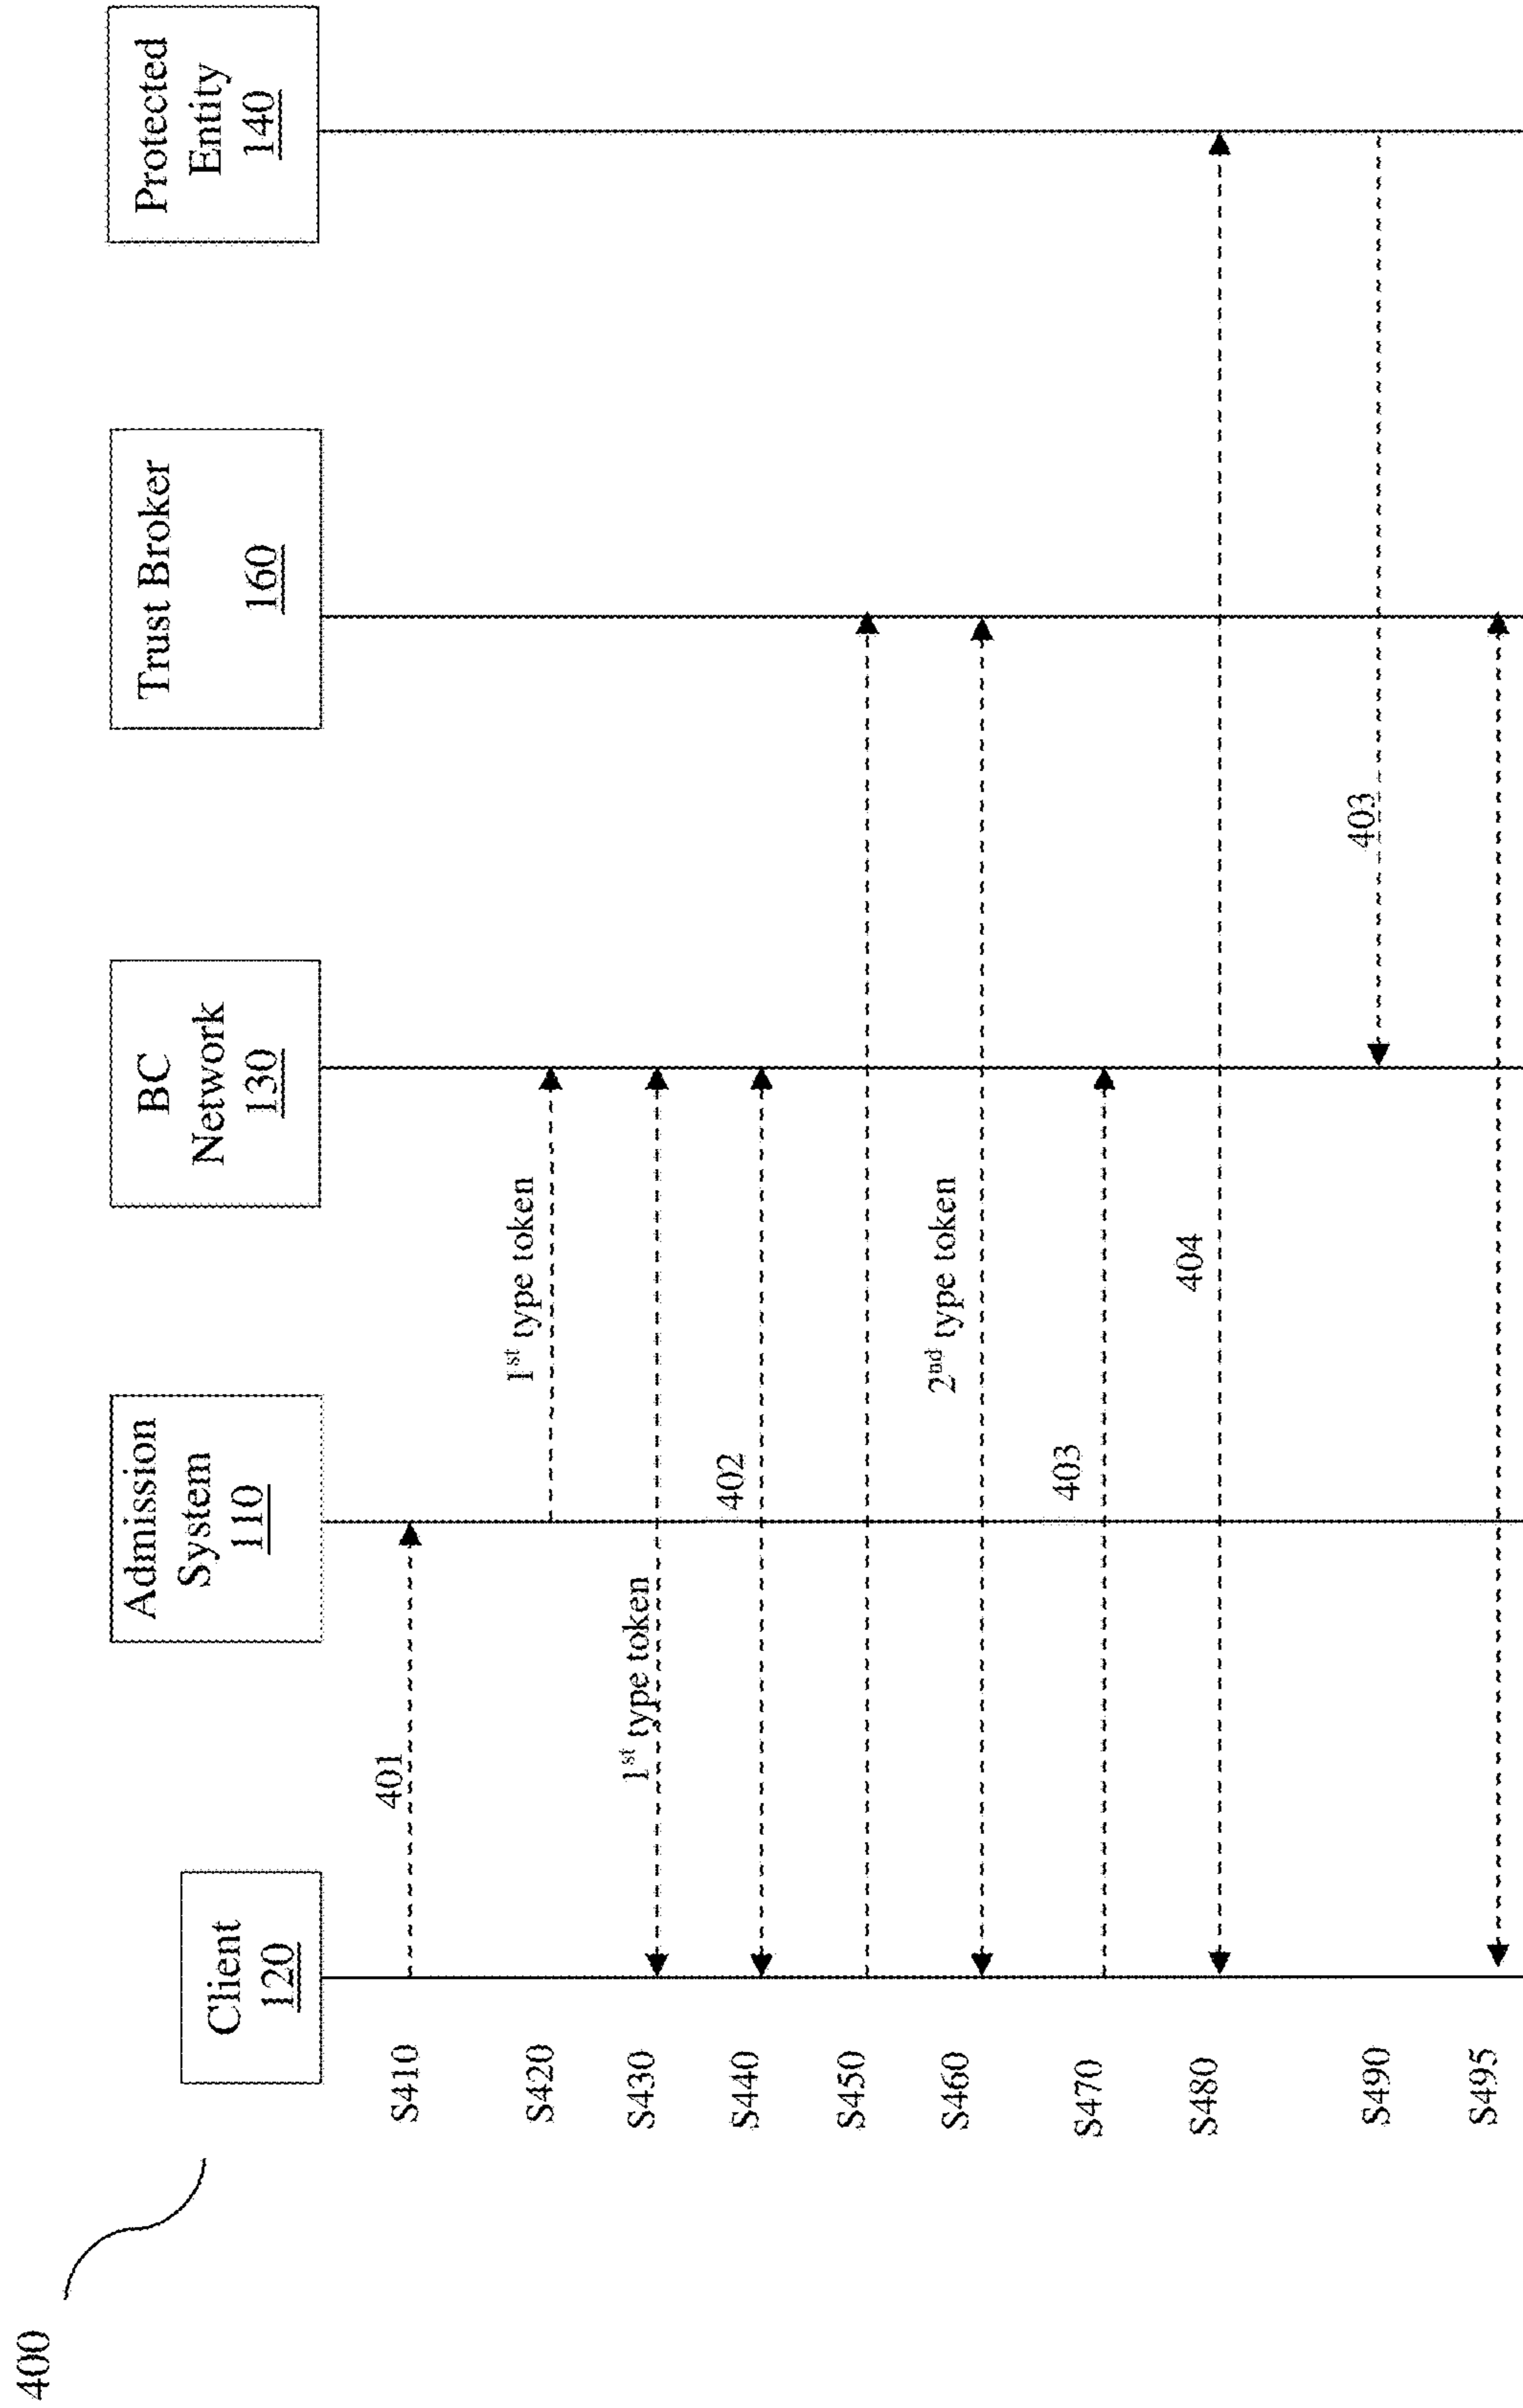 400
Client
120
Admission
System
110
BC
Network
130
Trust Broker
160
Protected
Entity
140
S410
401
S420
1st type token
S430
1st type token
S440
402
S450
S460
2nd type token
S470
403
S480
404
S490
403
S495